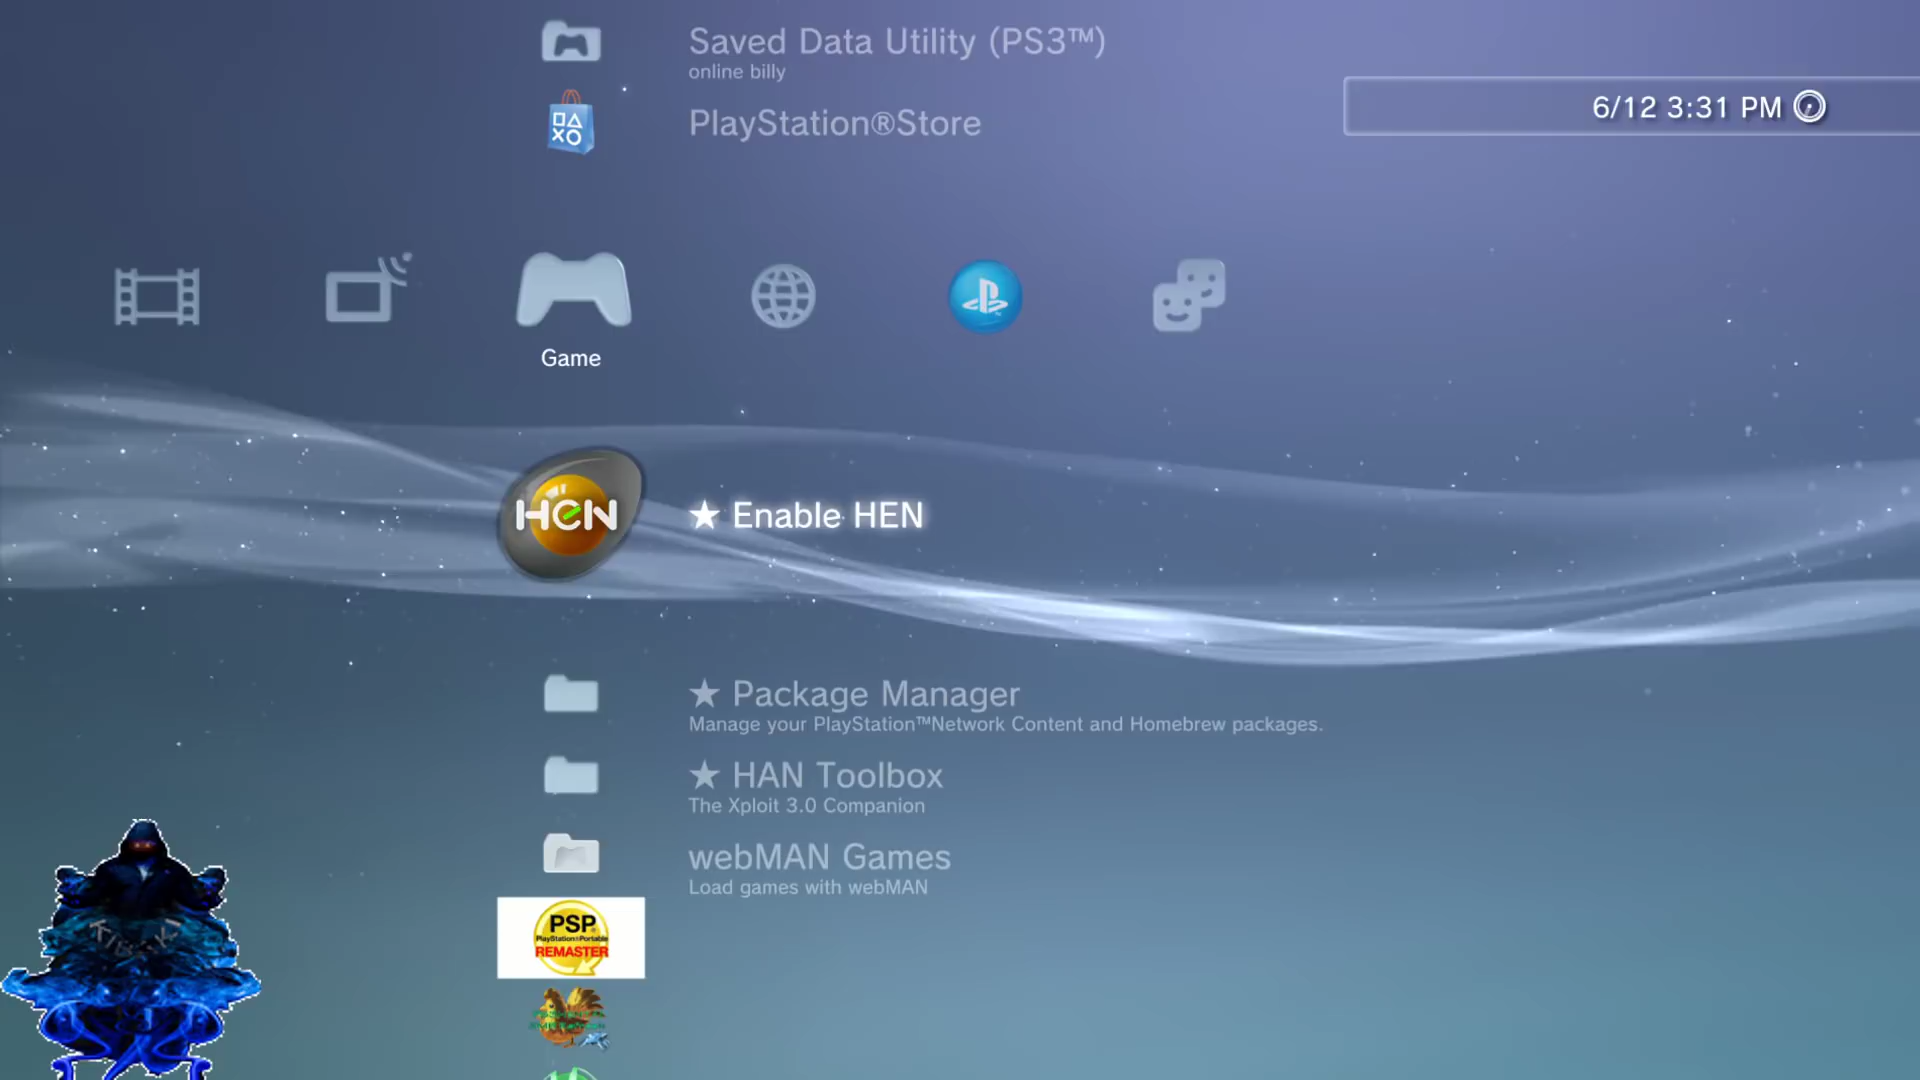 Saved Data Utility (PS3™)
online billy
PlayStation®Store
6/12 3:31 PM
Game
HEN
★ Enable HEN
★ Package Manager
Manage your PlayStation™Network Content and Homebrew packages.
★ HAN Toolbox
The Xploit 3.0 Companion
webMAN Games
Load games with webMAN
PSP
PlayStation Portable
REMASTER